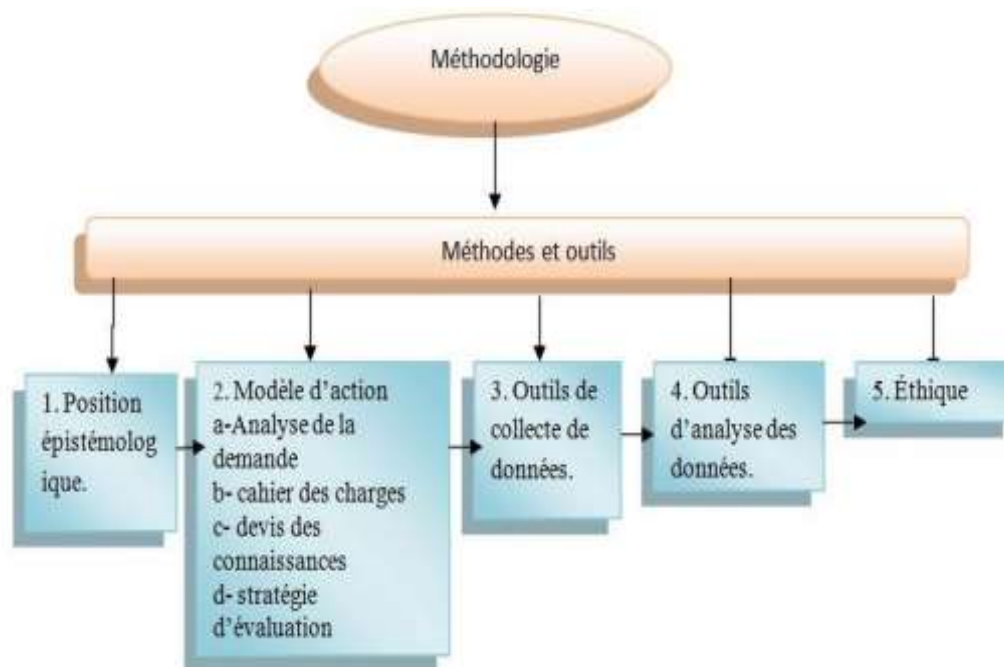 Méthodologie
Méthodes et outils
1. Position
épistémolog
ique.
2. Modèle d’action
a-Analyse de la
demande
b- cahier des charges
c- devis des
connaissances
d- stratégie
d’évaluation
3. Outils de
collecte de
données.
4. Outils
d’analyse des
données.
5. Éthique